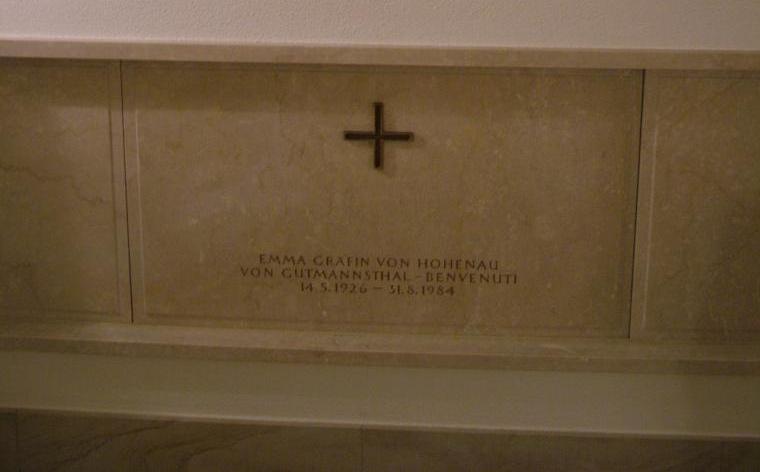 EMMA GRÄFIN VON HOHENAU
VON GUTMANNSTHAL-BENVENUTI
14.5.1926 – 31.8.1984